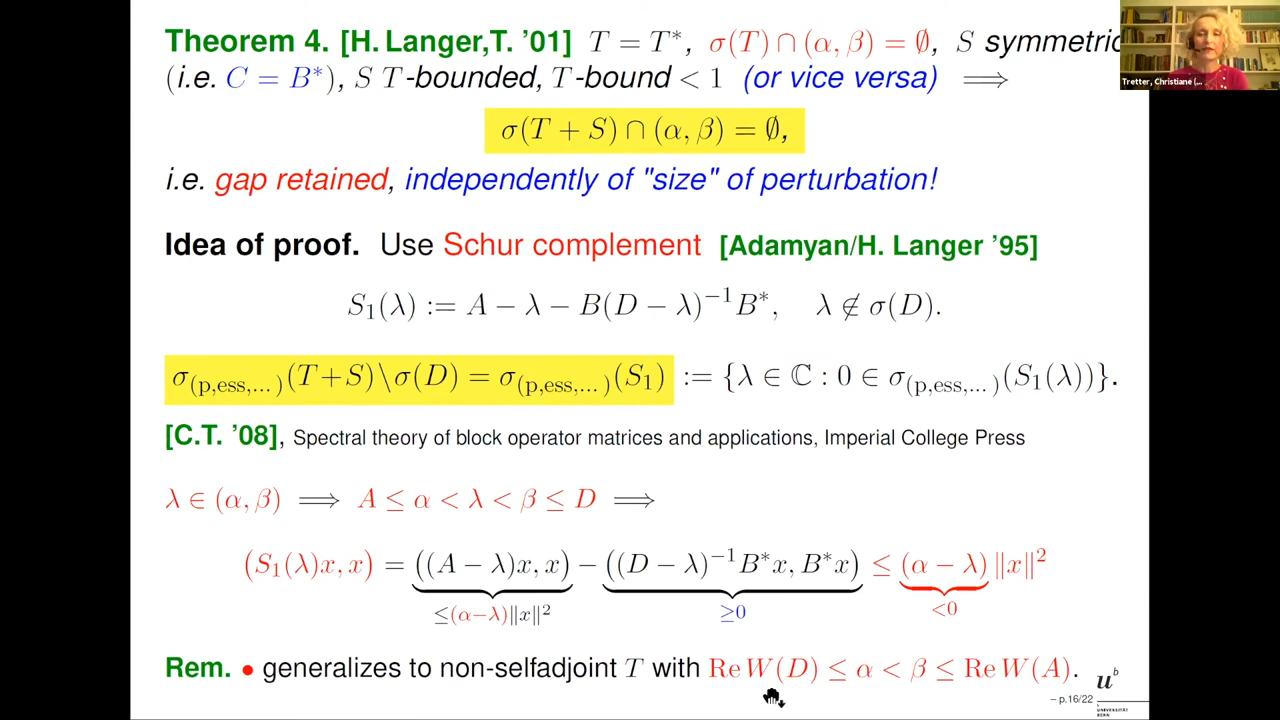 Theorem 4. [H. Langer,T. '01] T = T*, σ(T) ∩ (α, β) = ∅, S symmetric
(i.e. C = B*), S T-bounded, T-bound < 1 (or vice versa) ⟹
σ(T + S) ∩ (α, β) = ∅,
i.e. gap retained, independently of "size" of perturbation!
Idea of proof. Use Schur complement [Adamyan/H. Langer '95]
S₁(λ) := A − λ − B(D − λ)⁻¹B*, λ ∉ σ(D).
σ(p,ess,...)(T+S)\σ(D) = σ(p,ess,...)(S₁) := {λ ∈ ℂ : 0 ∈ σ(p,ess,...)(S₁(λ))}.
[C.T. '08], Spectral theory of block operator matrices and applications, Imperial College Press
λ ∈ (α, β) ⟹ A ≤ α < λ < β ≤ D ⟹
(S₁(λ)x, x) = ((A − λ)x, x) − ((D − λ)⁻¹B*x, B*x) ≤ (α − λ) ‖x‖²
≤(α−λ)‖x‖² ≥0 <0
Rem. • generalizes to non-selfadjoint T with Re W(D) ≤ α < β ≤ Re W(A).
– p.16/22
u^b
UNIVERSITÄT
BERN
Tretter, Christiane (...